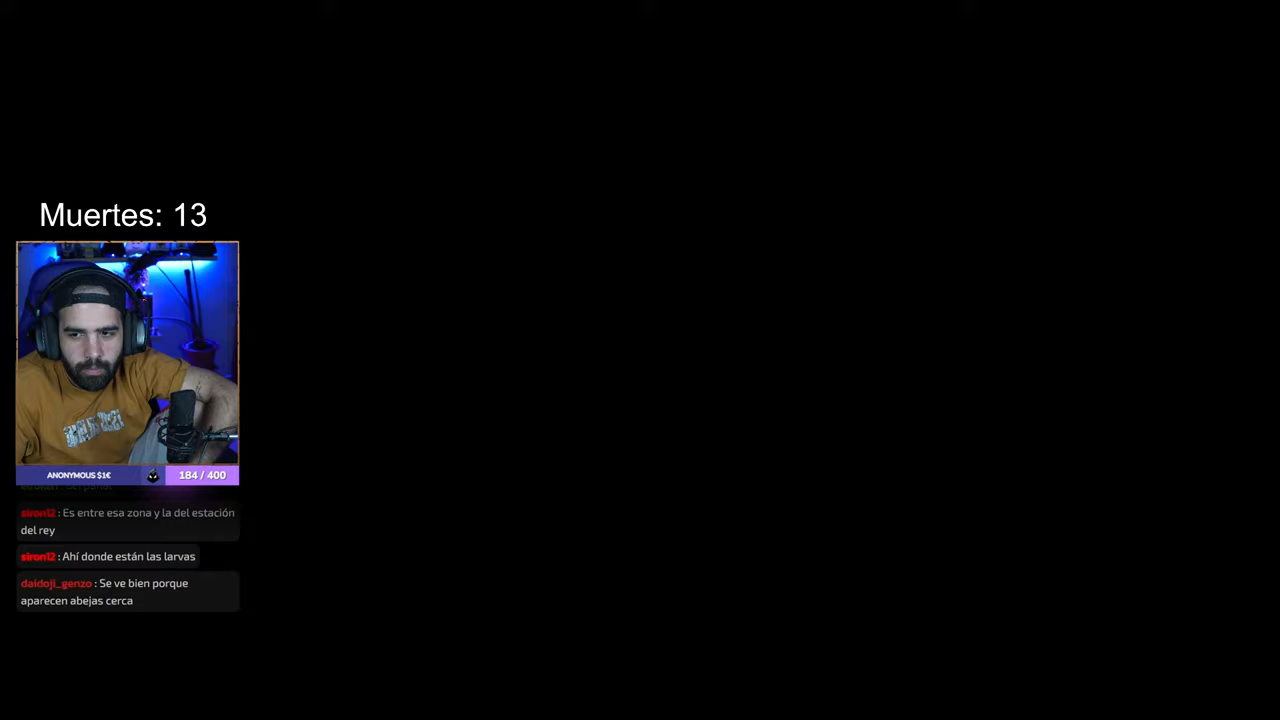 Muertes: 13
ANONYMOUS $1€
184 / 400
siron12 : Es entre esa zona y la del estación
del rey
siron12 : Ahí donde están las larvas
daidoji_genzo : Se ve bien porque
aparecen abejas cerca